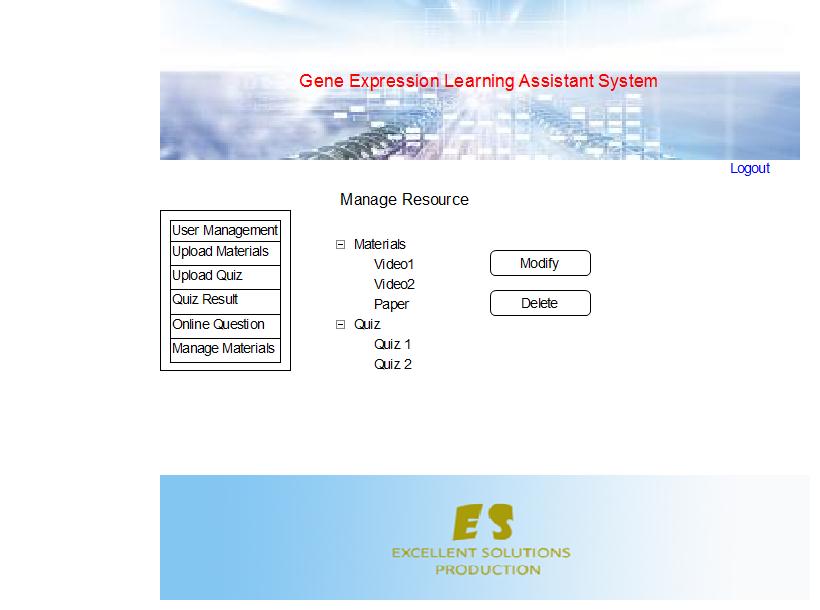 Gene Expression Learning Assistant System
Logout
Manage Resource
User Management
Upload Materials
Upload Quiz
Quiz Result
Online Question
Manage Materials
Materials
Video1
Video2
Paper
Quiz
Quiz 1
Quiz 2
Modify
Delete
ES
EXCELLENT SOLUTIONS
PRODUCTION